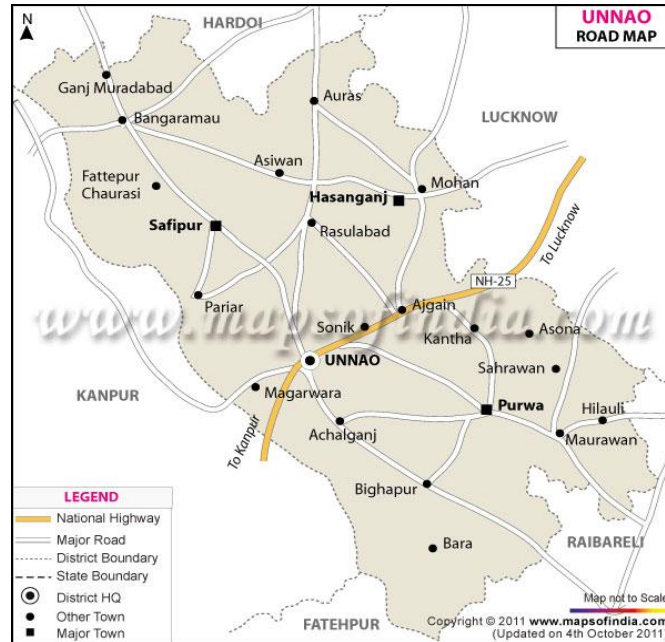 UNNAO
ROAD MAP
N
HARDOI
Ganj Muradabad
Auras
Bangaramau
LUCKNOW
Asiwan
Fattepur
Chaurasi
Hasanganj
Mohan
Safipur
Rasulabad
To Lucknow
NH-25
Pariar
Ajgain
www.mapsofindia.com
Sonik
Kantha
Asona
UNNAO
Sahrawan
KANPUR
Magarwara
Purwa
Hilauli
To Kanpur
Achalganj
Maurawan
Bighapur
LEGEND
National Highway
Major Road
District Boundary
State Boundary
District HQ
Other Town
Major Town
Bara
RAIBARELI
FATEHPUR
Map not to Scale
Copyright © 2011 www.mapsofindia.com
(Updated on 4th October 2011)